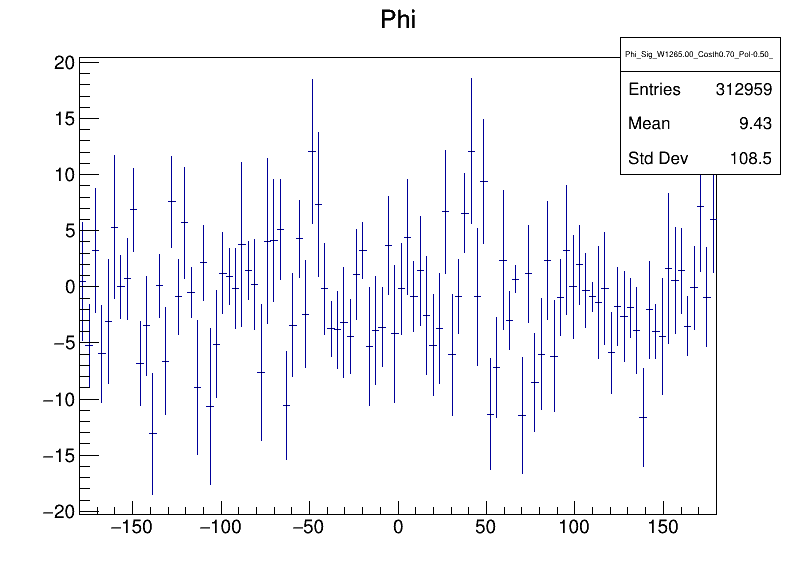 Phi
Phi_Sig_W1265.00_Costh0.70_Pol-0.50_
Entries 312959
Mean 9.43
Std Dev 108.5
20
15
10
5
0
−5
−10
−15
−20
−150 −100 −50 0 50 100 150